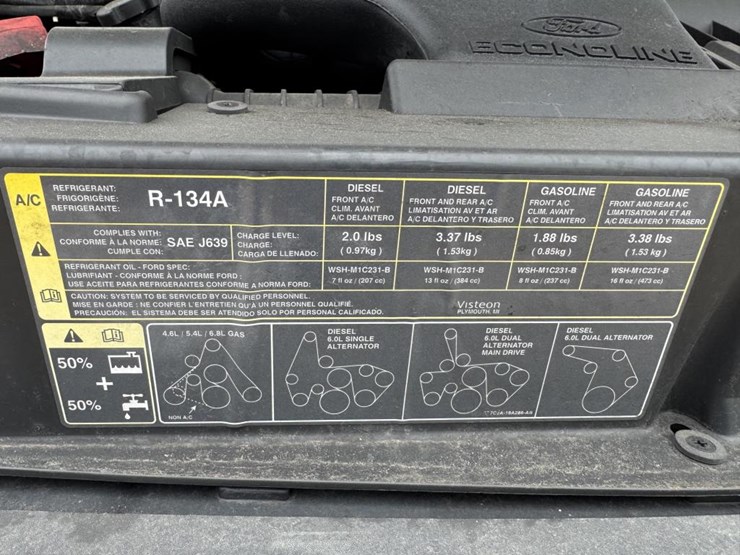 Ford
ECONOLINE
A/C
REFRIGERANT:
FRIGORIGÈNE:
REFRIGERANTE:
R-134A
DIESEL
FRONT A/C
CLIM. AVANT
A/C DELANTERO
DIESEL
FRONT AND REAR A/C
LIMATISATION AV ET AR
A/C DELANTERO Y TRASERO
GASOLINE
FRONT A/C
CLIM. AVANT
A/C DELANTERO
GASOLINE
FRONT AND REAR A/C
LIMATISATION AV ET AR
A/C DELANTERO Y TRASERO
COMPLIES WITH:
CONFORME À LA NORME:
CUMPLE CON:
SAE J639
CHARGE LEVEL:
CHARGE:
CARGA DE LLENADO:
2.0 lbs
(0.97kg)
3.37 lbs
(1.53kg)
1.88 lbs
(0.85kg)
3.38 lbs
(1.53 kg)
REFRIGERANT OIL - FORD SPEC:
LUBRIFIANT - CONFORME À LA NORME FORD:
USE ACEITE PARA REFRIGERANTES CONFORME A NORMA FORD:
WSH-M1C231-B
7 fl oz / (207 cc)
WSH-M1C231-B
13 fl oz / (384 cc)
WSH-M1C231-B
8 fl oz / (237 cc)
WSH-M1C231-B
16 fl oz / (473 cc)
CAUTION: SYSTEM TO BE SERVICED BY QUALIFIED PERSONNEL.
MISE EN GARDE : NE CONFIER L'ENTRETIEN QU'A UN PERSONNEL QUALIFIÉ.
PRECAUCIÓN: EL SISTEMA DEBE SER ATENDIDO SOLO POR PERSONAL CALIFICADO.
Visteon
PLYMOUTH, MI
50%
+
50%
4.6L / 5.4L / 6.8L GAS
NON A/C
DIESEL
6.0L SINGLE
ALTERNATOR
DIESEL
6.0L DUAL
ALTERNATOR
MAIN DRIVE
DIESEL
6.0L DUAL ALTERNATOR